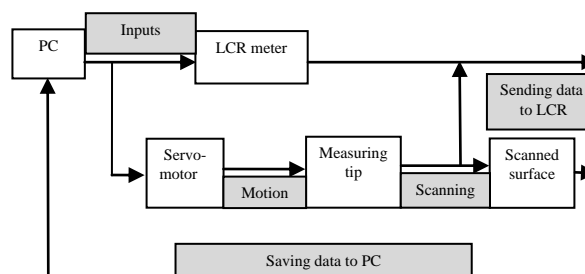 Inputs
PC
LCR meter
Sending data
to LCR
Servo-
motor
Motion
Measuring
tip
Scanning
Scanned
surface
Saving data to PC